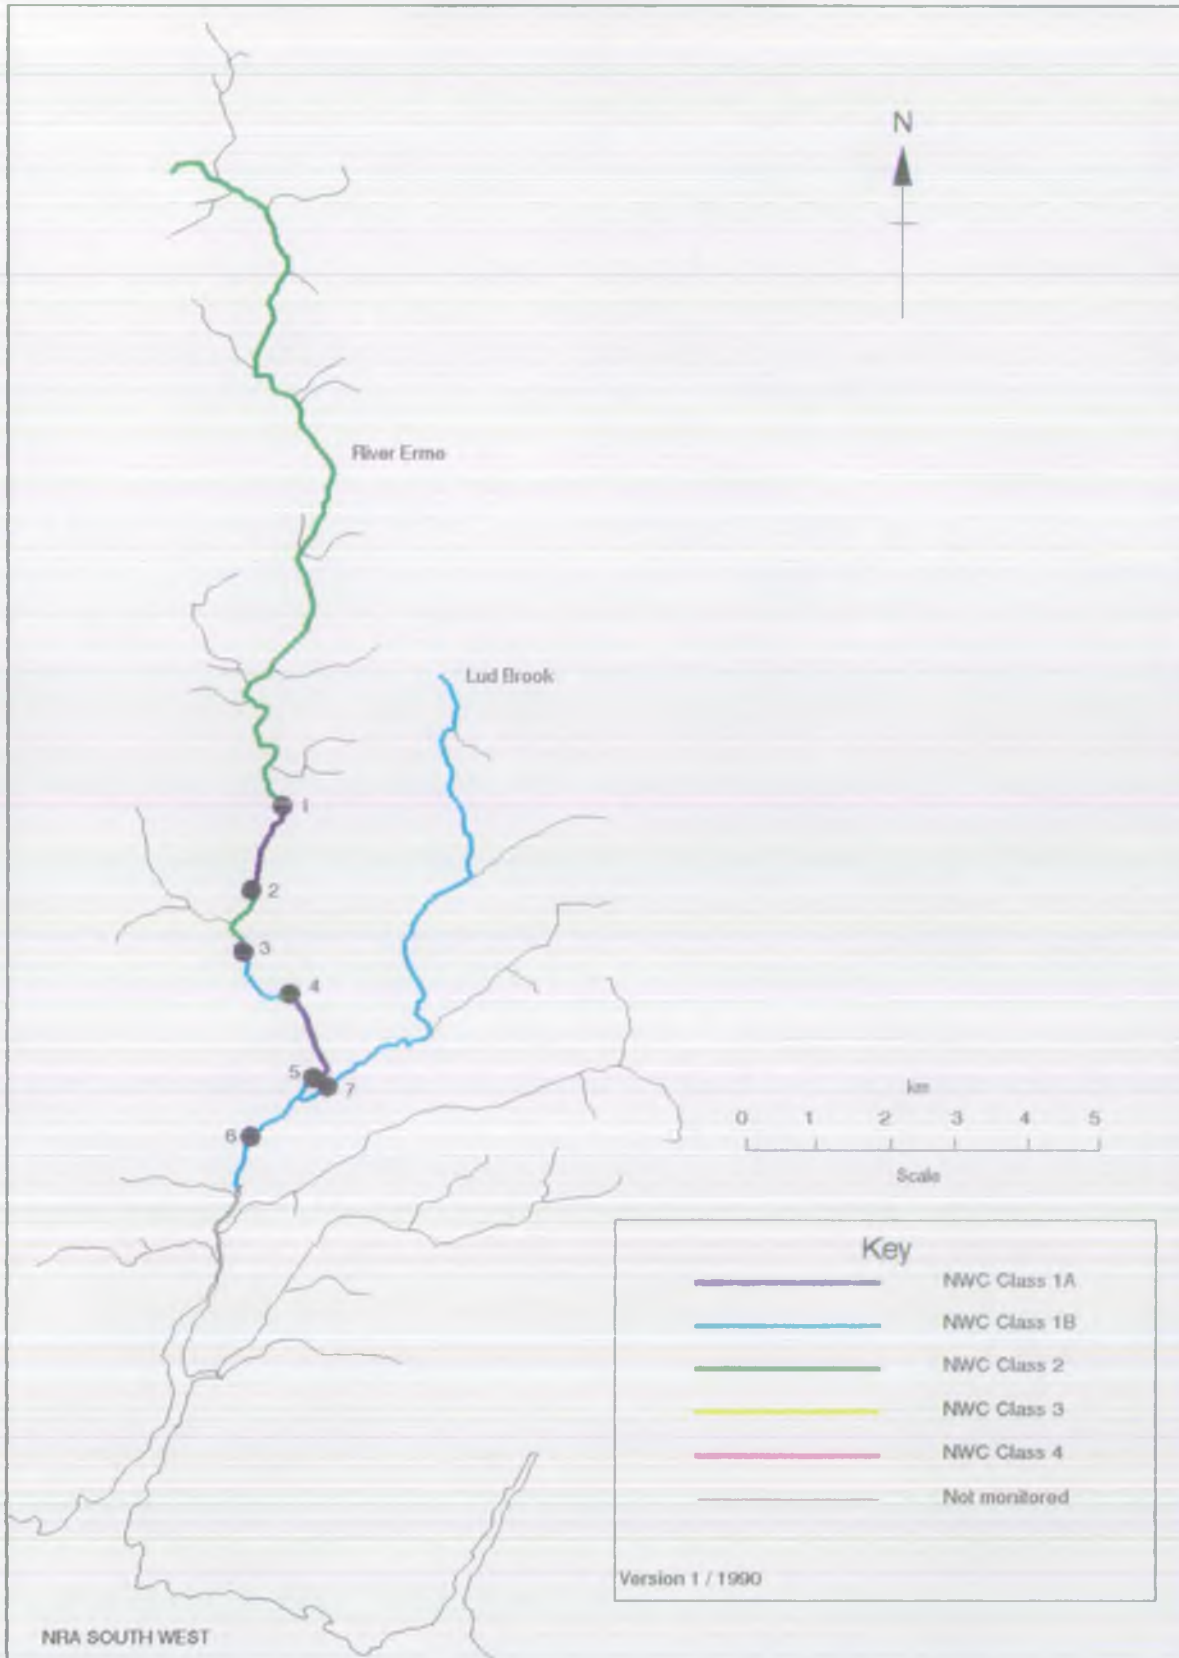 N
River Erme
Lud Brook
1
2
3
4
5
7
6
km
0 1 2 3 4 5
Scale
Key
NWC Class 1A
NWC Class 1B
NWC Class 2
NWC Class 3
NWC Class 4
Not monitored
Version 1 / 1990
NRA SOUTH WEST